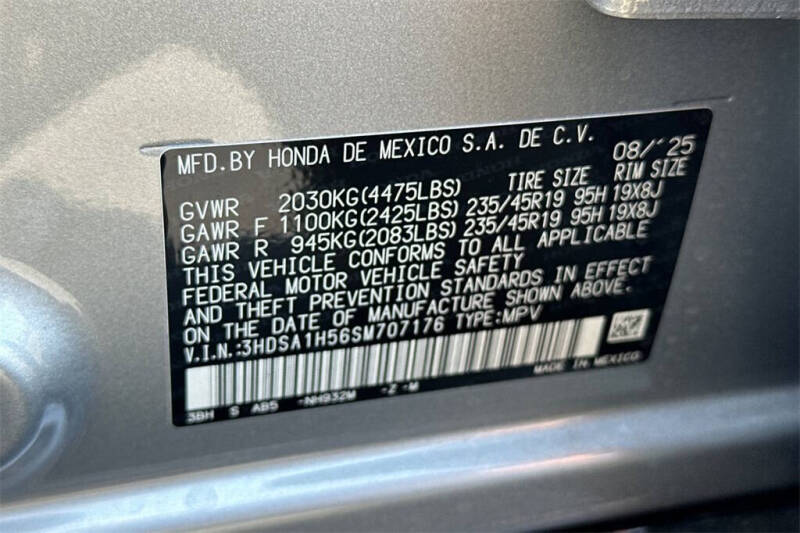 MFD. BY HONDA DE MEXICO S.A. DE C.V. 08/'25
TIRE SIZE RIM SIZE
GVWR 2030KG(4475LBS)
GAWR F 1100KG(2425LBS) 235/45R19 95H 19X8J
GAWR R 945KG(2083LBS) 235/45R19 95H 19X8J
THIS VEHICLE CONFORMS TO ALL APPLICABLE
FEDERAL MOTOR VEHICLE SAFETY
AND THEFT PREVENTION STANDARDS IN EFFECT
ON THE DATE OF MANUFACTURE SHOWN ABOVE.
V.I.N.:3HDSA1H56SM707176 TYPE:MPV
MADE IN MEXICO
3BH S AB5 -NH932M -Z -M